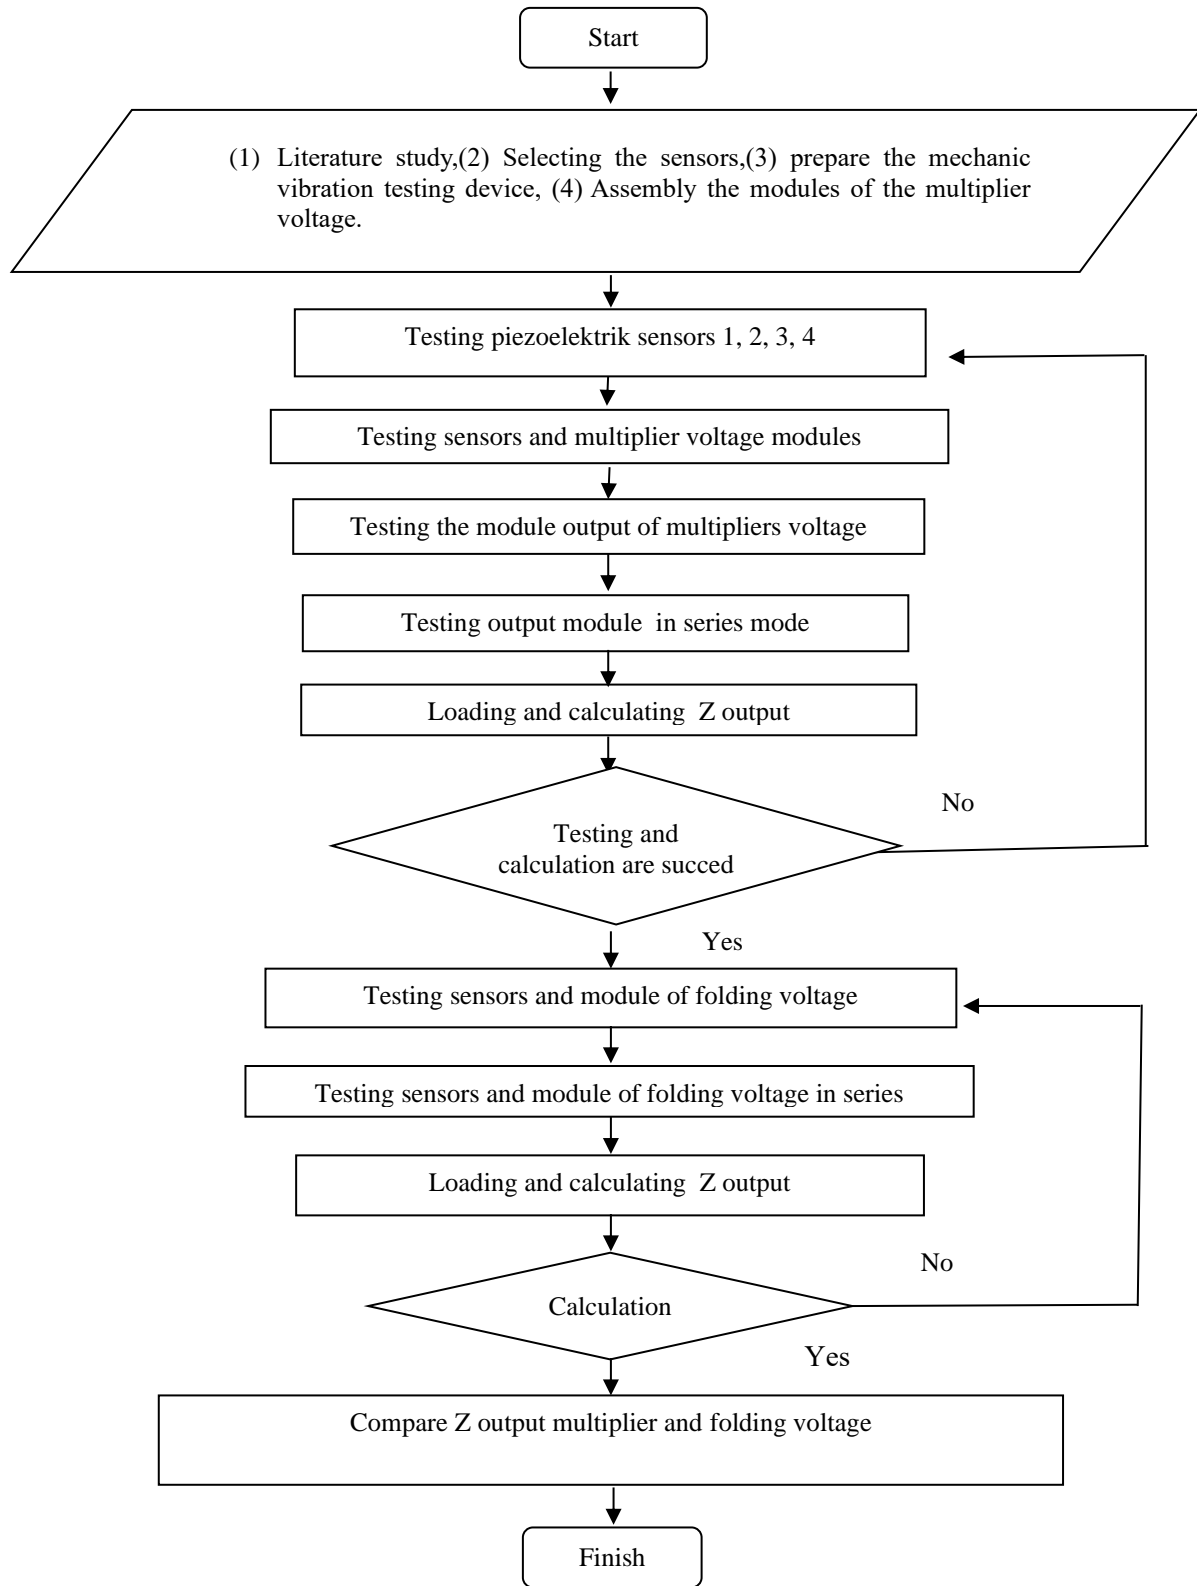 Start
(1) Literature study,(2) Selecting the sensors,(3) prepare the mechanic
vibration testing device, (4) Assembly the modules of the multiplier
voltage.
Testing piezoelektrik sensors 1, 2, 3, 4
Testing sensors and multiplier voltage modules
Testing the module output of multipliers voltage
Testing output module in series mode
Loading and calculating Z output
No
Testing and
calculation are succed
Yes
Testing sensors and module of folding voltage
Testing sensors and module of folding voltage in series
Loading and calculating Z output
No
Calculation
Yes
Compare Z output multiplier and folding voltage
Finish